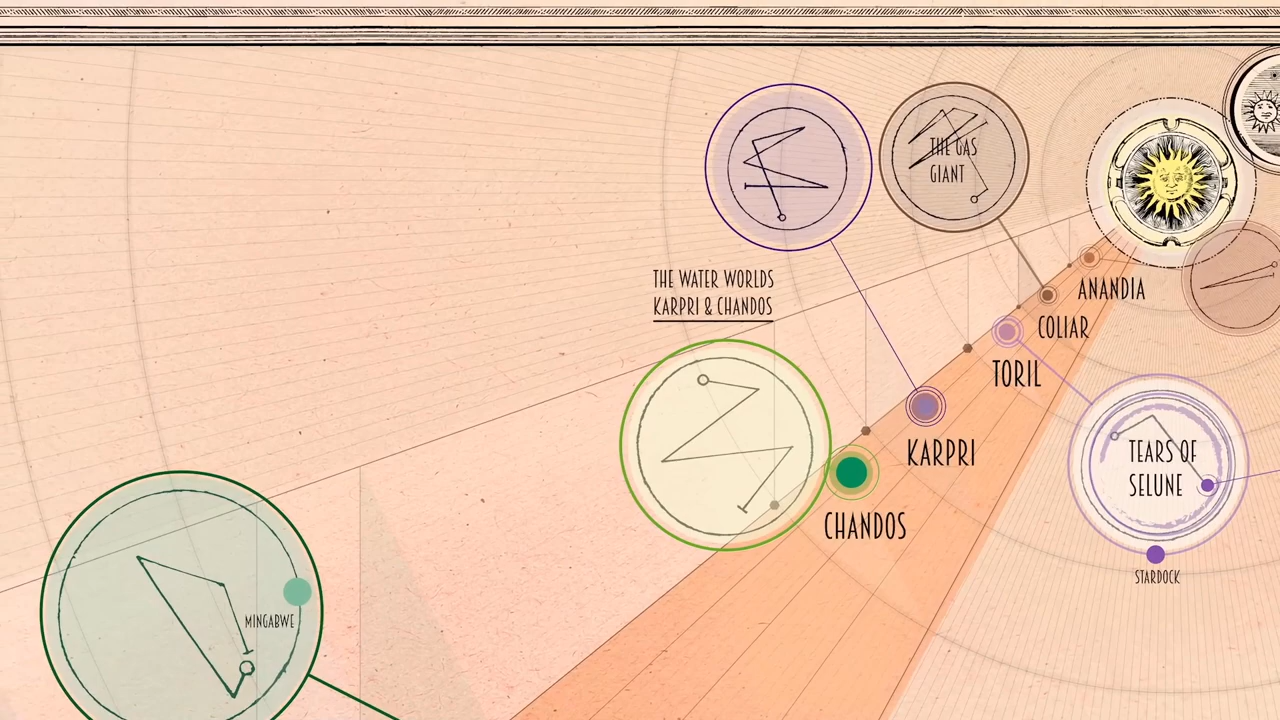 THE GAS
GIANT
THE WATER WORLDS
KARPRI & CHANDOS
ANANDIA
COLIAR
TORIL
KARPRI
TEARS OF
SELUNE
CHANDOS
STARDOCK
MINGABWE